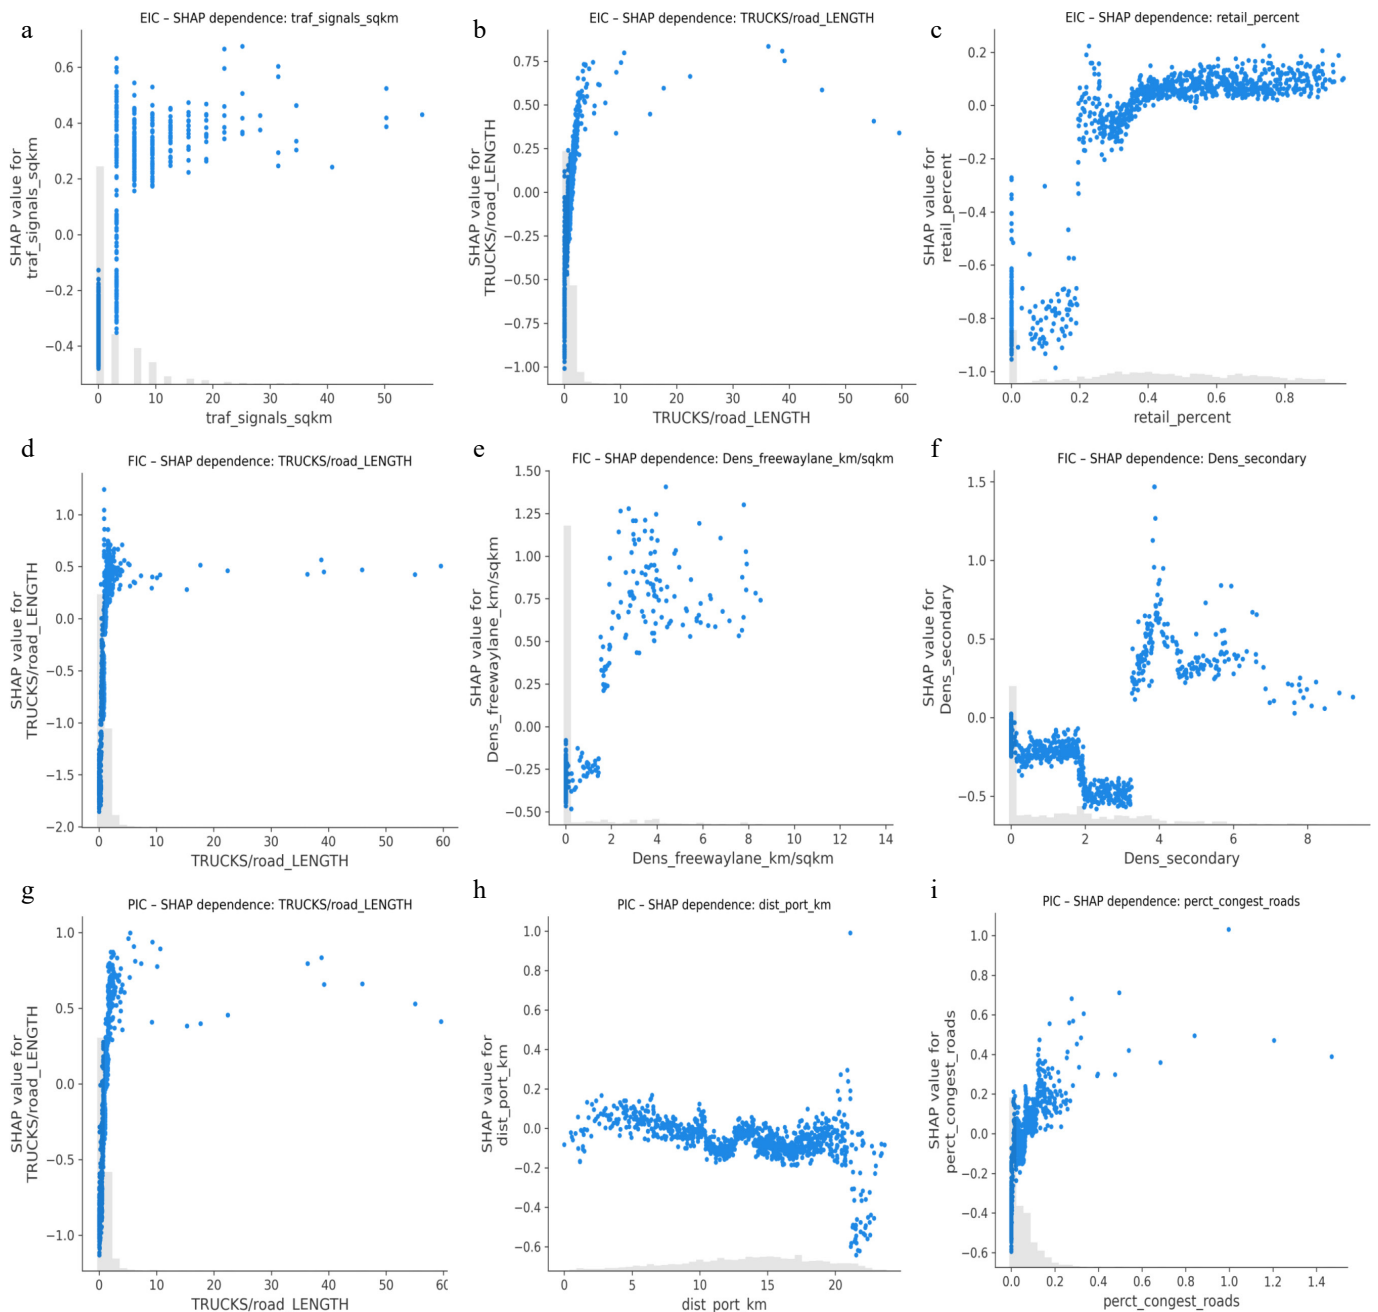 a
EIC – SHAP dependence: traf_signals_sqkm
SHAP value for
traf_signals_sqkm
0.6
0.4
0.2
0.0
−0.2
−0.4
0 10 20 30 40 50
traf_signals_sqkm
b
EIC – SHAP dependence: TRUCKS/road_LENGTH
SHAP value for
TRUCKS/road_LENGTH
0.75
0.50
0.25
0.00
−0.25
−0.50
−0.75
−1.00
0 10 20 30 40 50 60
TRUCKS/road_LENGTH
c
EIC – SHAP dependence: retail_percent
SHAP value for
retail_percent
0.2
0.0
−0.2
−0.4
−0.6
−0.8
−1.0
0.0 0.2 0.4 0.6 0.8
retail_percent
d
FIC – SHAP dependence: TRUCKS/road_LENGTH
SHAP value for
TRUCKS/road_LENGTH
1.0
0.5
0.0
−0.5
−1.0
−1.5
−2.0
0 10 20 30 40 50 60
TRUCKS/road_LENGTH
e
FIC – SHAP dependence: Dens_freewaylane_km/sqkm
SHAP value for
Dens_freewaylane_km/sqkm
1.50
1.25
1.00
0.75
0.50
0.25
0.00
−0.25
−0.50
0 2 4 6 8 10 12 14
Dens_freewaylane_km/sqkm
f
FIC – SHAP dependence: Dens_secondary
SHAP value for
Dens_secondary
1.5
1.0
0.5
0.0
−0.5
0 2 4 6 8
Dens_secondary
g
PIC – SHAP dependence: TRUCKS/road_LENGTH
SHAP value for
TRUCKS/road_LENGTH
1.0
0.5
0.0
−0.5
−1.0
0 10 20 30 40 50 6
TRUCKS/road_LENGTH
h
PIC – SHAP dependence: dist_port_km
SHAP value for
dist_port_km
1.0
0.8
0.6
0.4
0.2
0.0
−0.2
−0.4
−0.6
0 5 10 15 20
dist_port_km
i
PIC – SHAP dependence: perct_congest_roads
SHAP value for
perct_congest_roads
1.0
0.8
0.6
0.4
0.2
0.0
−0.2
−0.4
−0.6
0.0 0.2 0.4 0.6 0.8 1.0 1.2 1.4
perct_congest_roads